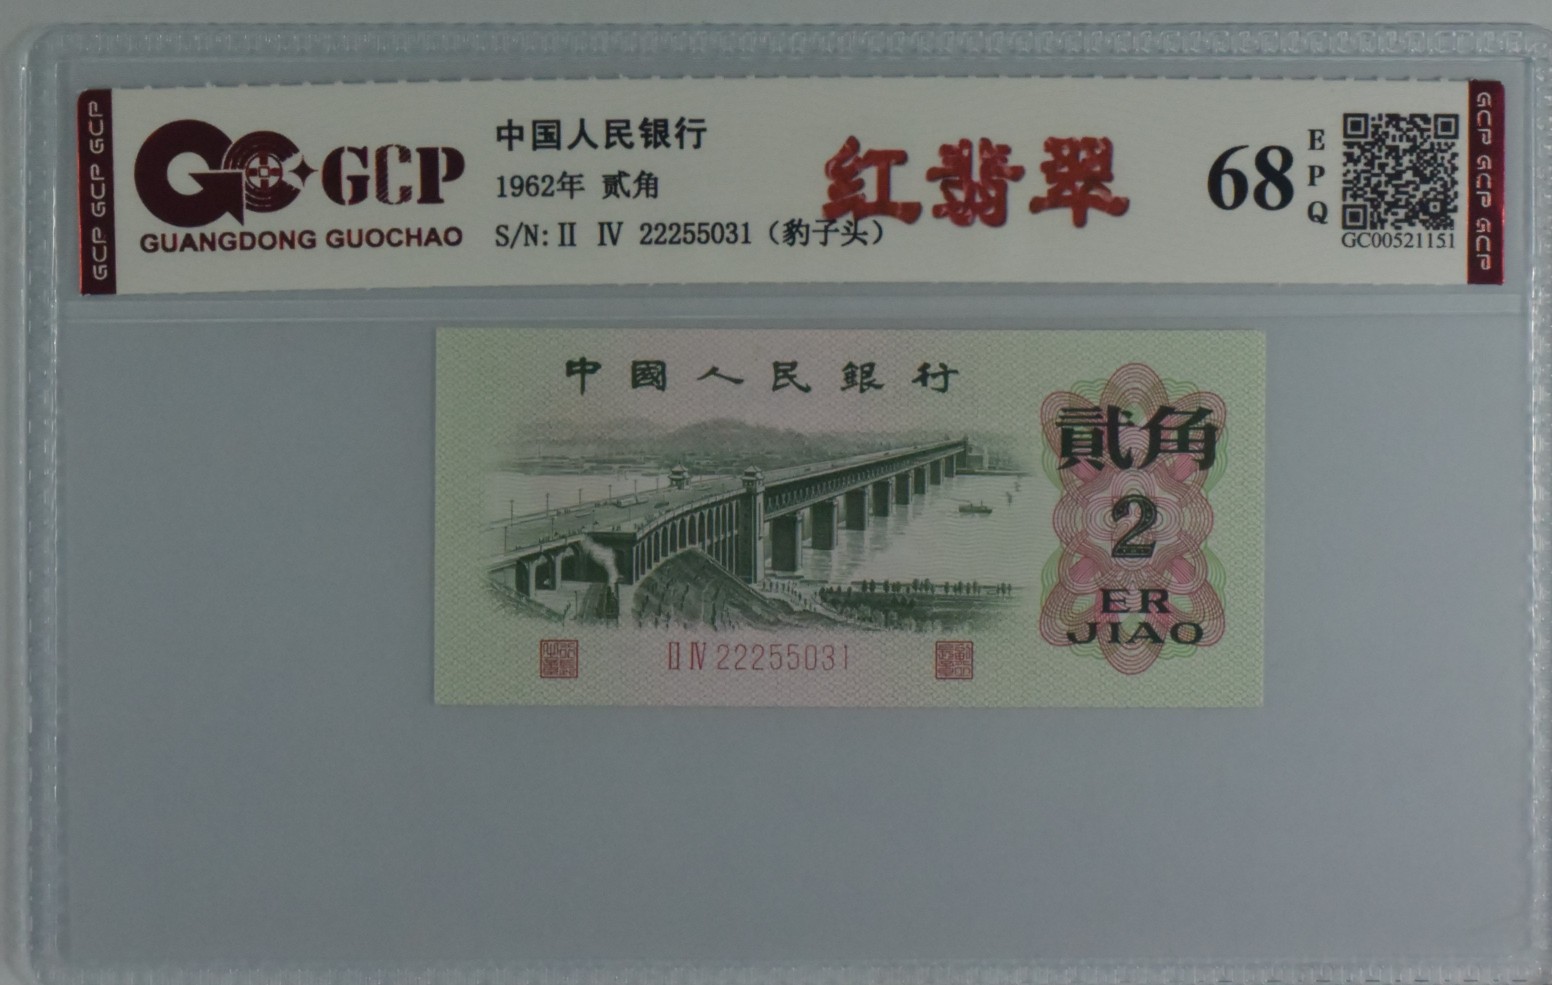 GCP GCP GCP
GCP
GUANGDONG GUOCHAO
中国人民银行
1962年 贰角
S/N: II IV 22255031 (豹子头)
红翡翠
68
EPQ
GC00521151
GCP GCP GCP
中國人民銀行
貳角
2
ER
JIAO
II IV 22255031